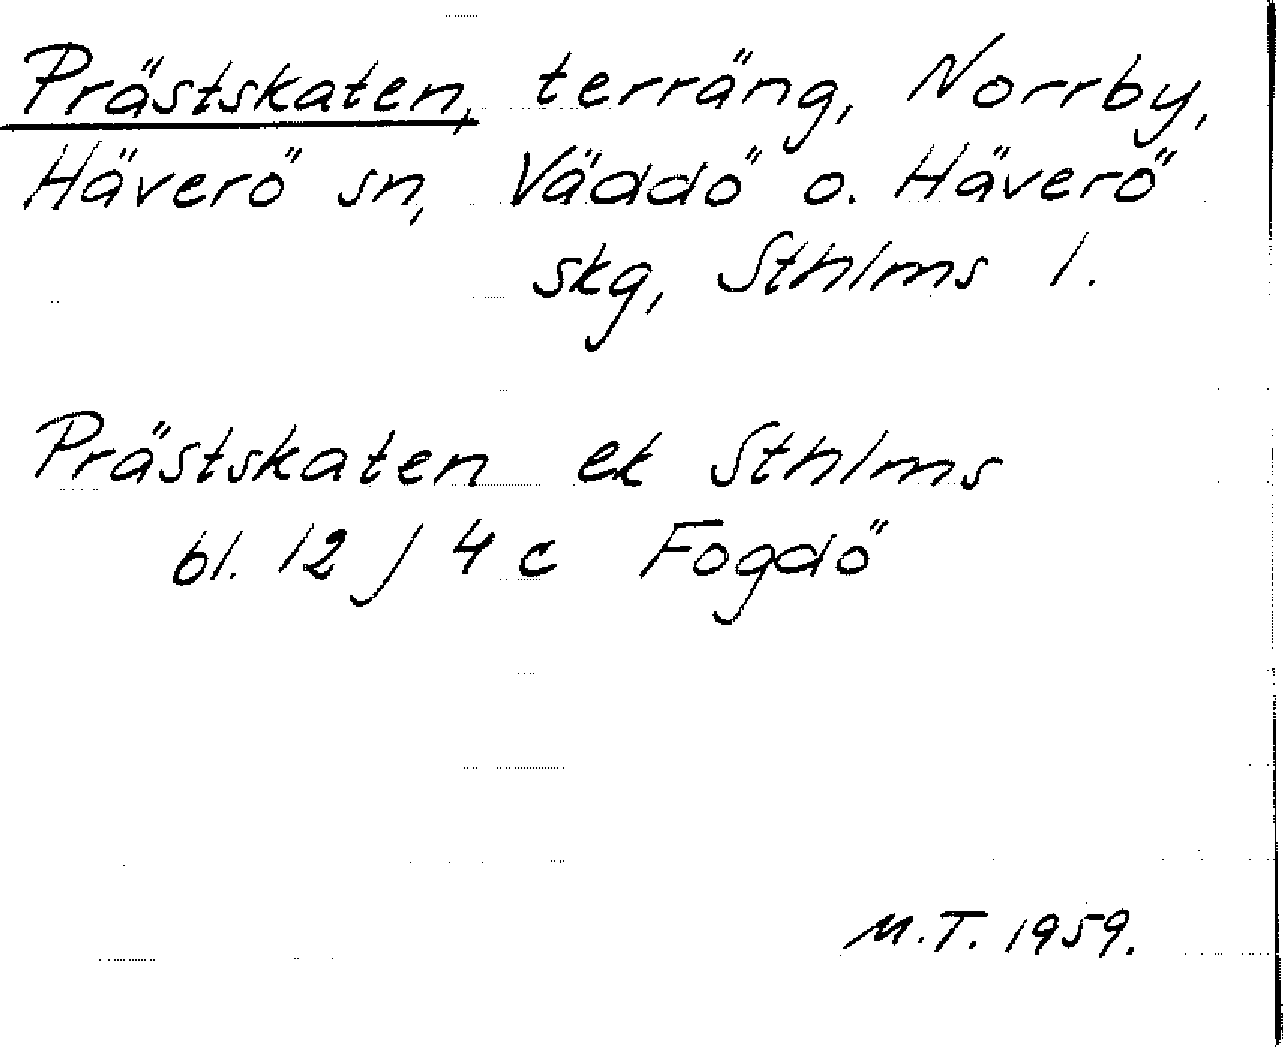 Prästskaten, terräng, Norrby,
Häverö sn, Väddö o. Häverö
skg, Sthlms l.
Prästskaten ek Sthlms
bl. 12 J 4 c Fogdö
M.T. 1959.